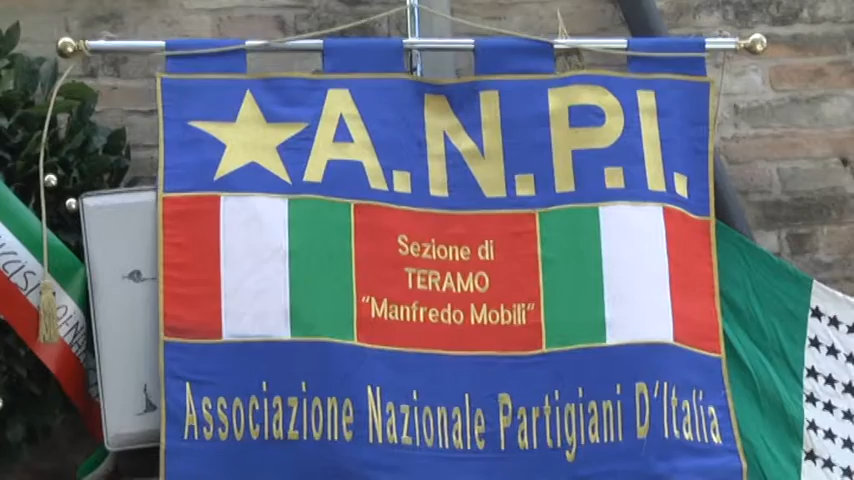 A.N.P.I.
Sezione di
TERAMO
"Manfredo Mobili"
Associazione Nazionale Partigiani D'Italia